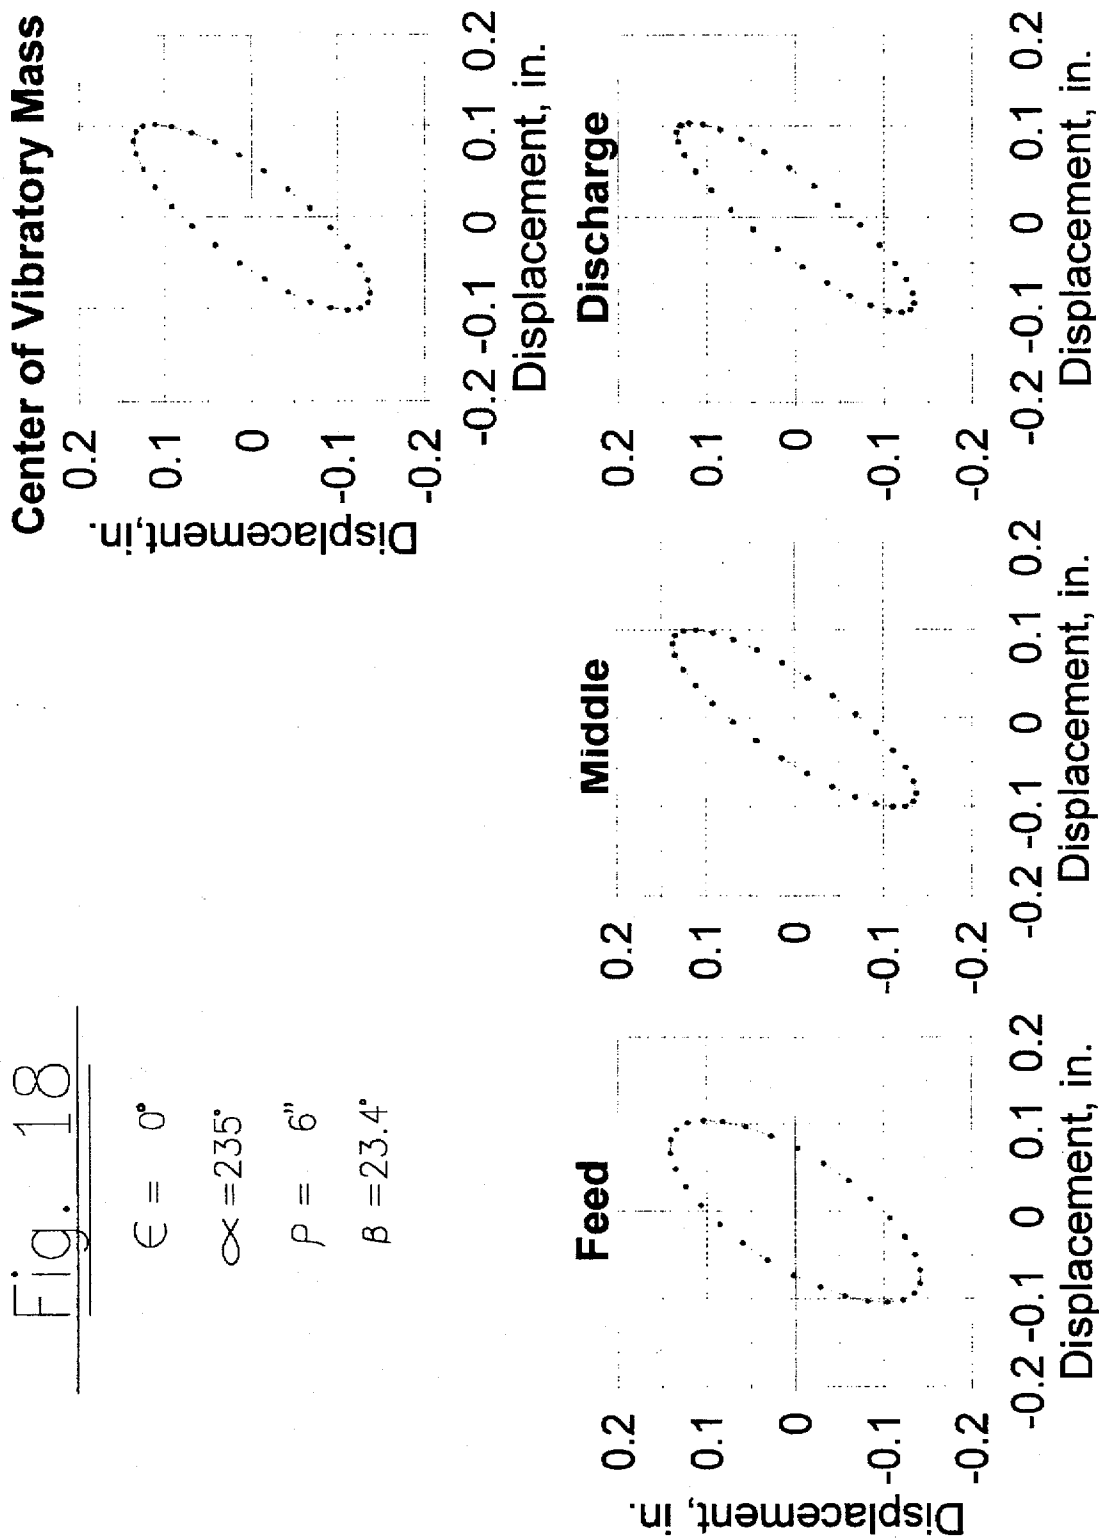 Fig. 18
ϵ = 0°
α =235°
ρ = 6"
β =23.4°
Center of Vibratory Mass
Displacement,in.
0.2
0.1
0
-0.1
-0.2
-0.2 -0.1 0 0.1 0.2
Displacement, in.
Feed
Displacement, in.
0.2
0.1
0
-0.1
-0.2
-0.2 -0.1 0 0.1 0.2
Displacement, in.
Middle
0.2
0.1
0
-0.1
-0.2
-0.2 -0.1 0 0.1 0.2
Displacement, in.
Discharge
0.2
0.1
0
-0.1
-0.2
-0.2 -0.1 0 0.1 0.2
Displacement, in.